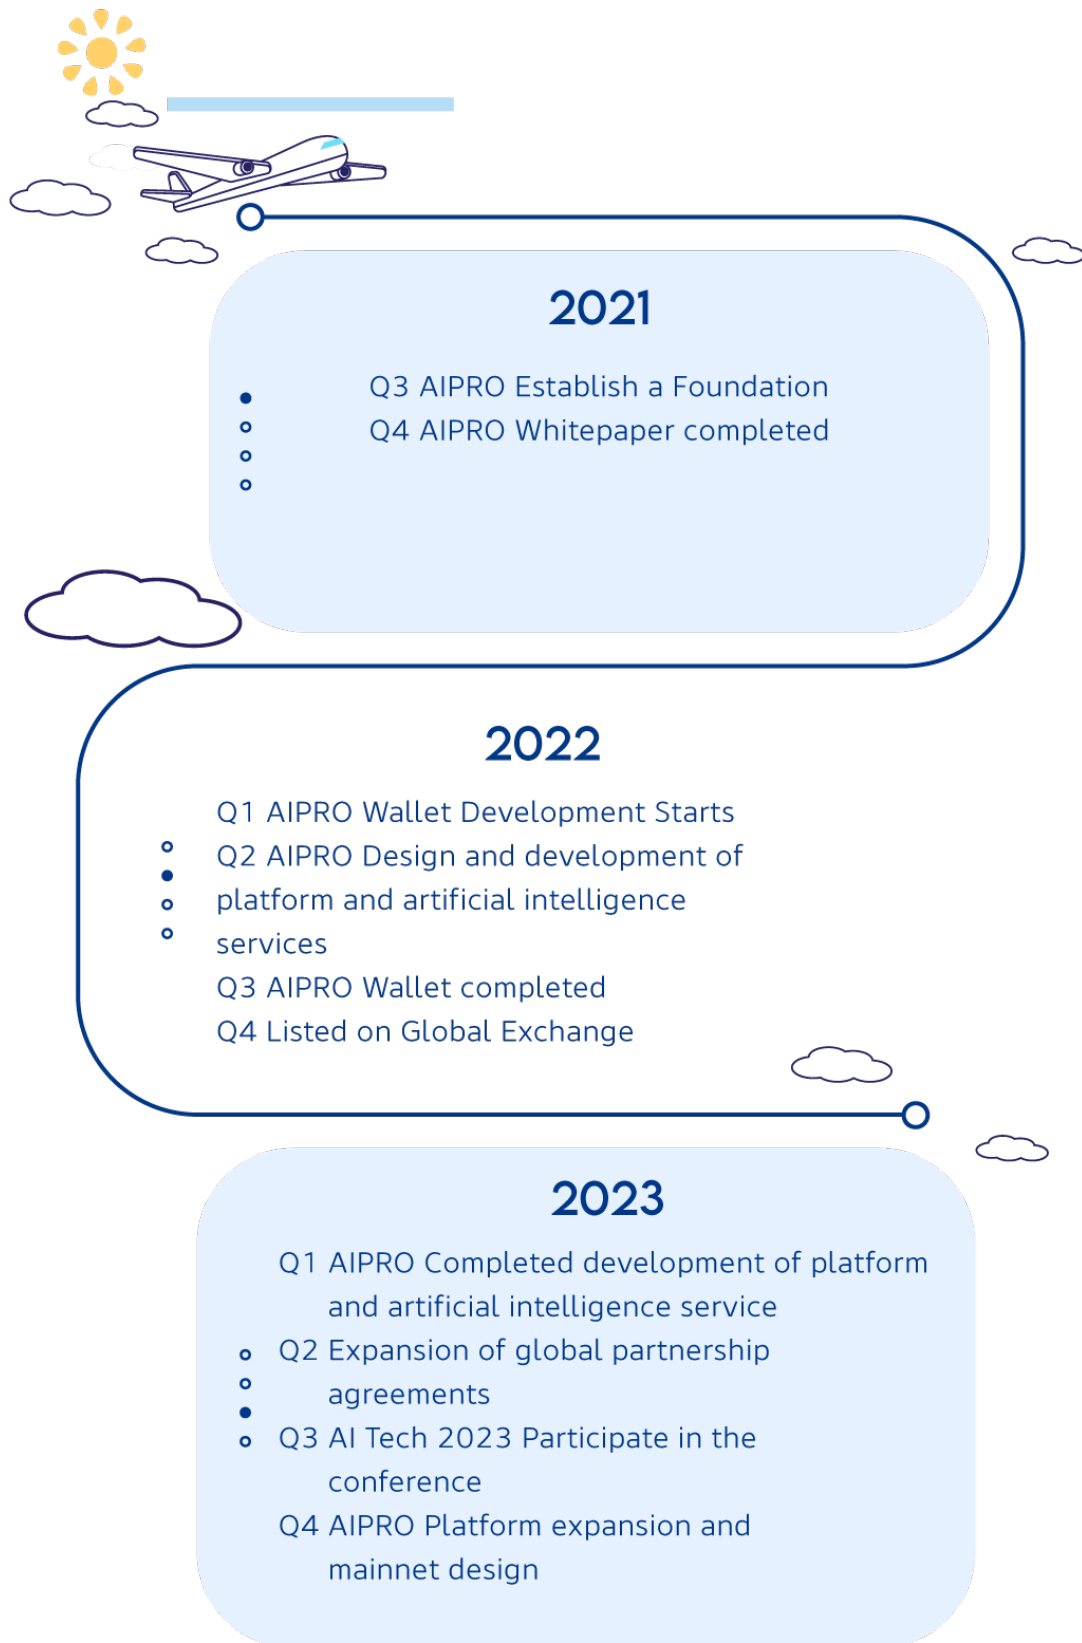 2021
Q3 AIPRO Establish a Foundation
Q4 AIPRO Whitepaper completed
2022
Q1 AIPRO Wallet Development Starts
Q2 AIPRO Design and development of
platform and artificial intelligence
services
Q3 AIPRO Wallet completed
Q4 Listed on Global Exchange
2023
Q1 AIPRO Completed development of platform
and artificial intelligence service
Q2 Expansion of global partnership
agreements
Q3 AI Tech 2023 Participate in the
conference
Q4 AIPRO Platform expansion and
mainnet design